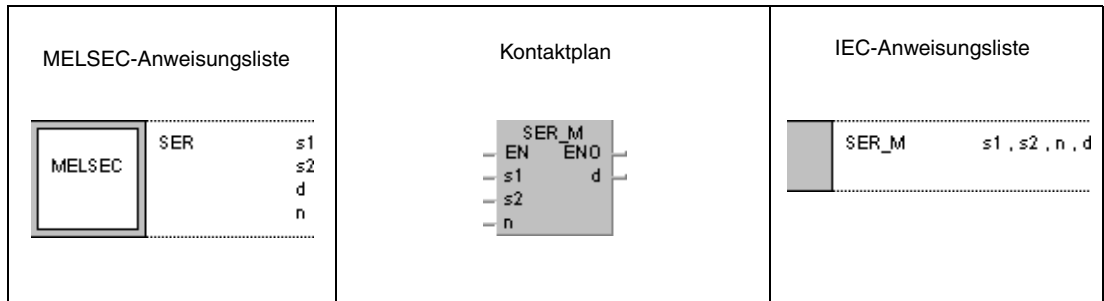 MELSEC-Anweisungsliste
MELSEC
SER s1
s2
d
n
Kontaktplan
SER_M
EN ENO
s1 d
s2
n
IEC-Anweisungsliste
SER_M s1 , s2 , n , d